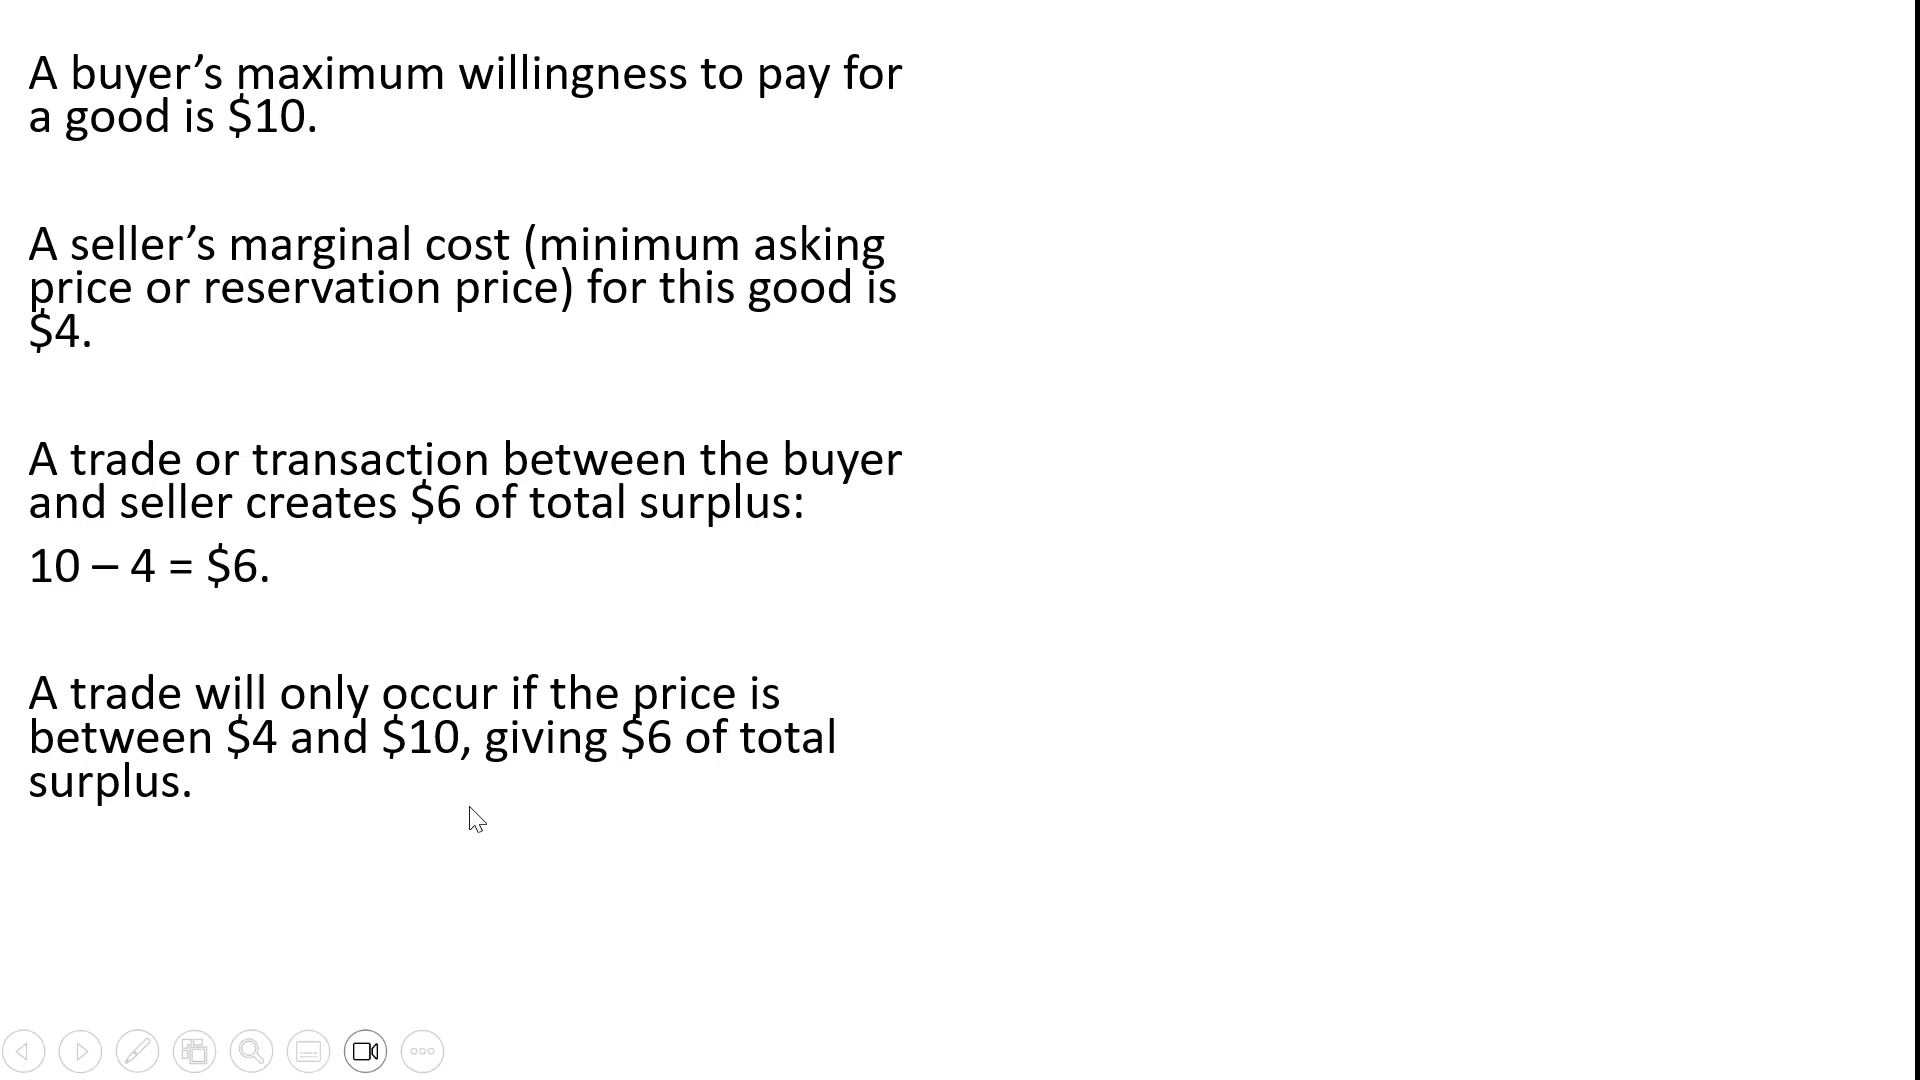 A buyer’s maximum willingness to pay for
a good is $10.
A seller’s marginal cost (minimum asking
price or reservation price) for this good is
$4.
A trade or transaction between the buyer
and seller creates $6 of total surplus:
10 – 4 = $6.
A trade will only occur if the price is
between $4 and $10, giving $6 of total
surplus.